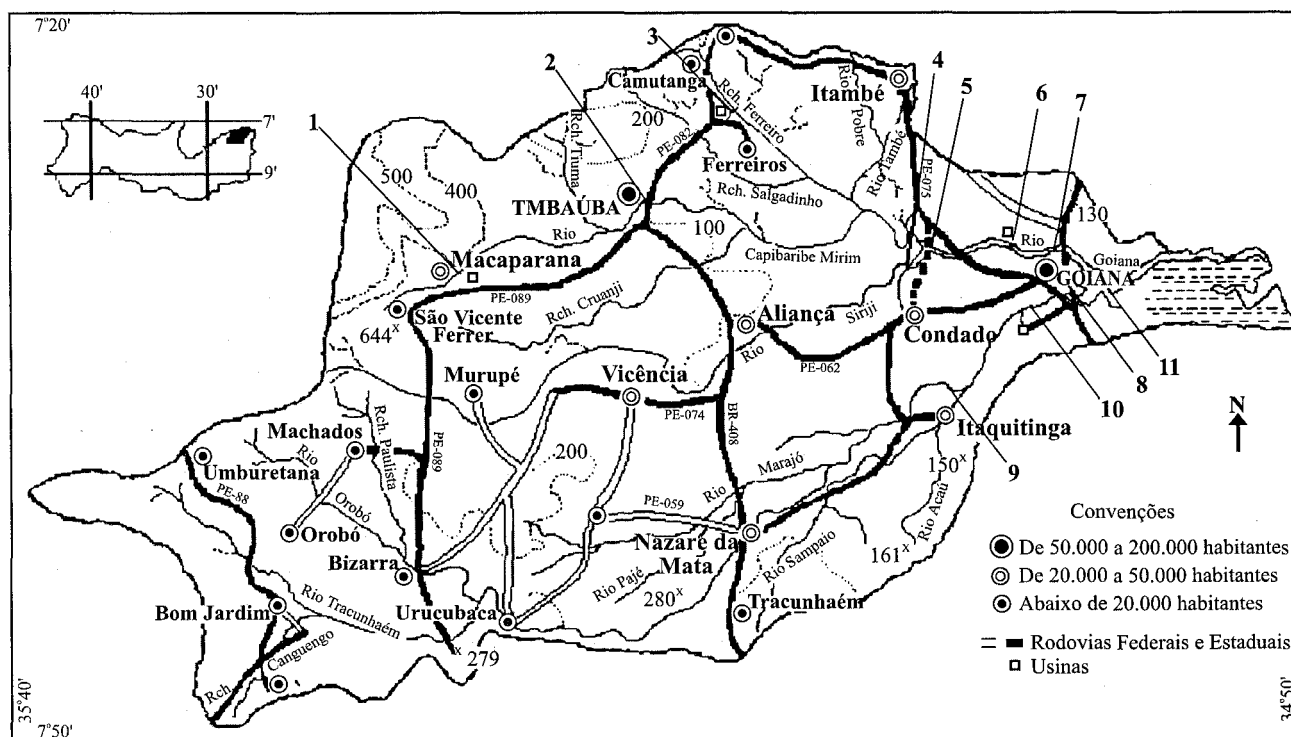 7°20'
40'
30'
7'
9'
1
2
3
4
5
6
7
Camutanga
Itambé
Rch. Ferreiro
Rio Pobre
Rch. Tiuma
200
PE-082
Ferreiros
Rio També
PE-075
500
400
TMBAÚBA
Rch. Salgadinho
130
100
Rio
Capibaribe Mirim
Rio
Goiana
GOIANA
Macaparana
PE-089
Rch. Cruanji
Aliança
Siriji
Condado
São Vicente
Ferrer
644x
Rio
PE-062
11
8
10
Murupé
Vicência
PE-074
BR-408
Itaquitinga
N
Machados
Rch. Paulista
PE-089
Umburetana
Rio
Orobó
200
Marajó
Rio
150x
9
PE-88
PE-059
Rio Acaú
Convenções
Orobó
Nazaré da
Mata
De 50.000 a 200.000 habitantes
Bizarra
Rio Pajé
Rio Sampaio
161x
De 20.000 a 50.000 habitantes
280x
Bom Jardim
Rio Tracunhaém
Urucubaca
Tracunhaém
Abaixo de 20.000 habitantes
Rodovias Federais e Estaduais
Usinas
x 279
Rch. Canguengo
35°40'
7°50'
34°50'